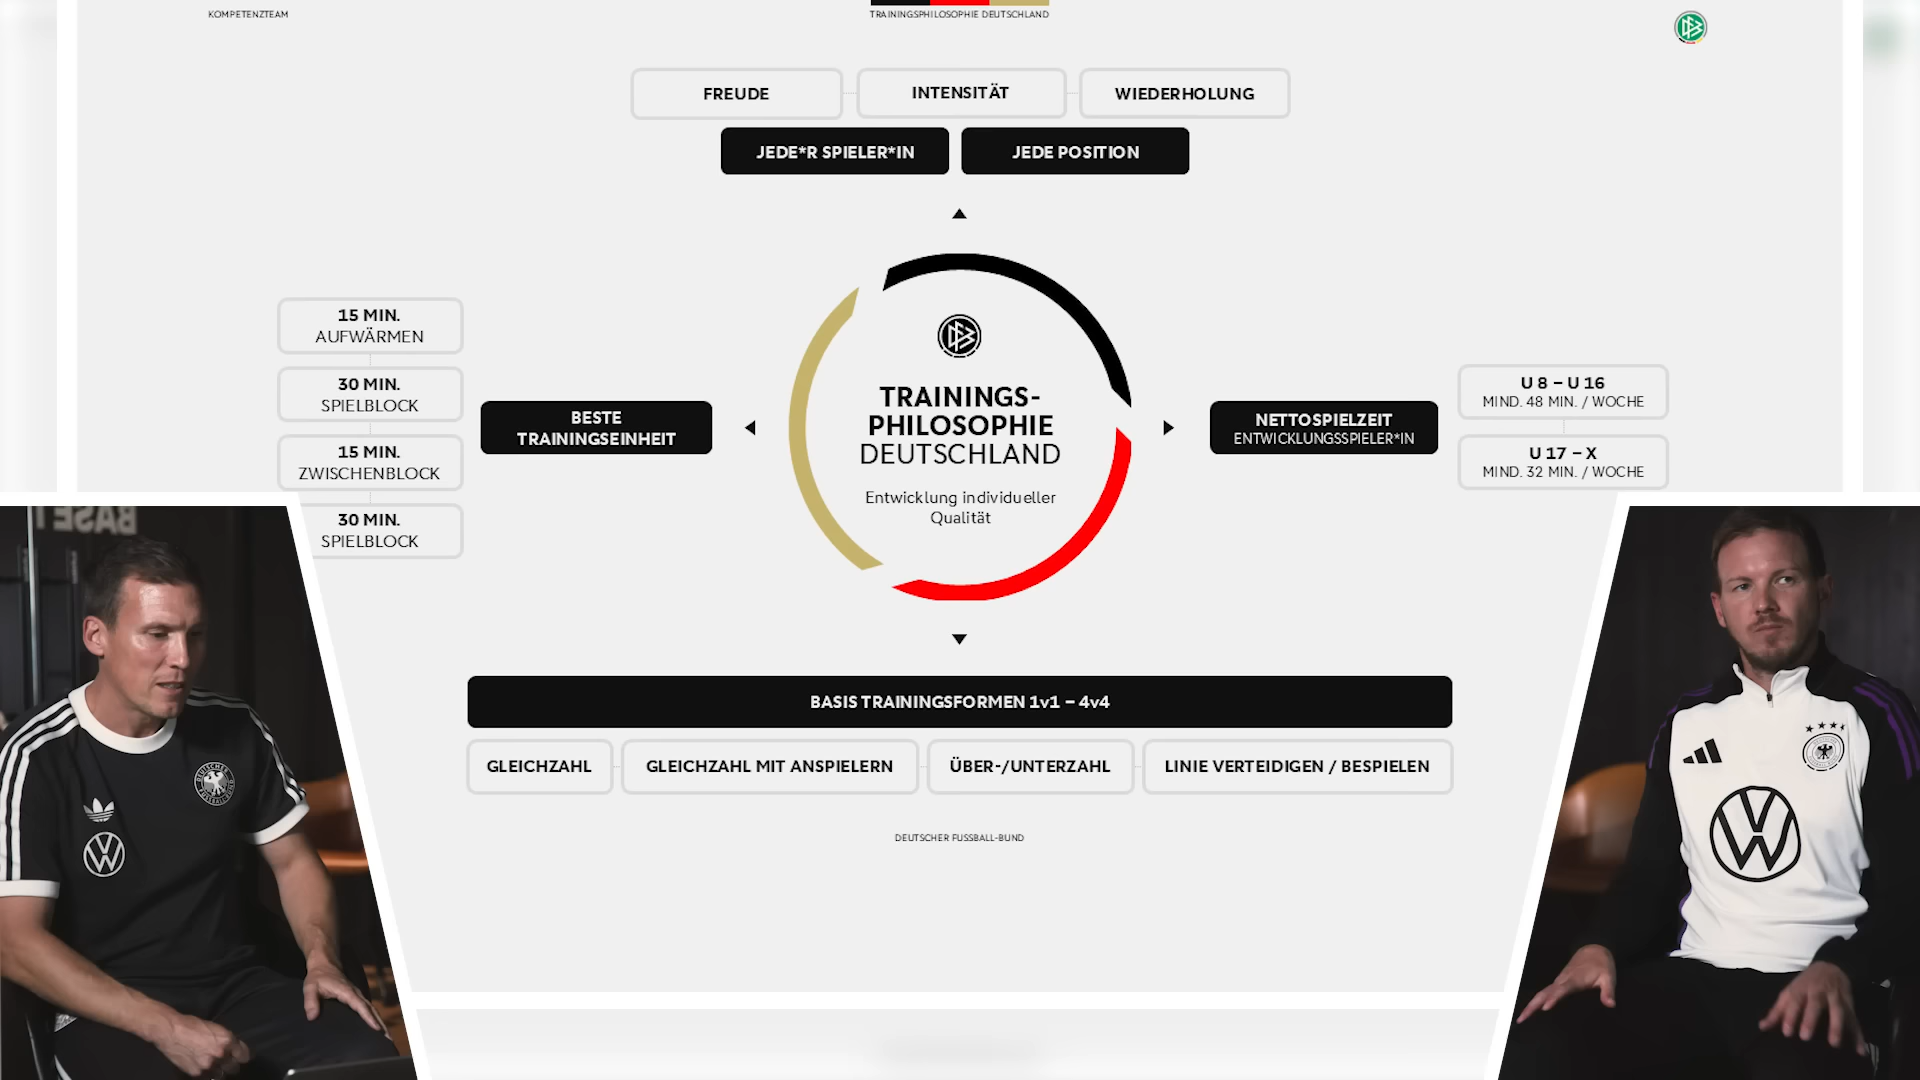 KOMPETENZTEAM
TRAININGSPHILOSOPHIE DEUTSCHLAND
FREUDE
INTENSITÄT
WIEDERHOLUNG
JEDE*R SPIELER*IN
JEDE POSITION
15 MIN.
AUFWÄRMEN
30 MIN.
SPIELBLOCK
15 MIN.
ZWISCHENBLOCK
30 MIN.
SPIELBLOCK
BESTE
TRAININGSEINHEIT
TRAININGS-
PHILOSOPHIE
DEUTSCHLAND
Entwicklung individueller
Qualität
NETTOSPIELZEIT
ENTWICKLUNGSSPIELER*IN
U 8 – U 16
MIND. 48 MIN. / WOCHE
U 17 – X
MIND. 32 MIN. / WOCHE
BASIS TRAININGSFORMEN 1v1 – 4v4
GLEICHZAHL
GLEICHZAHL MIT ANSPIELERN
ÜBER-/UNTERZAHL
LINIE VERTEIDIGEN / BESPIELEN
DEUTSCHER FUSSBALL-BUND